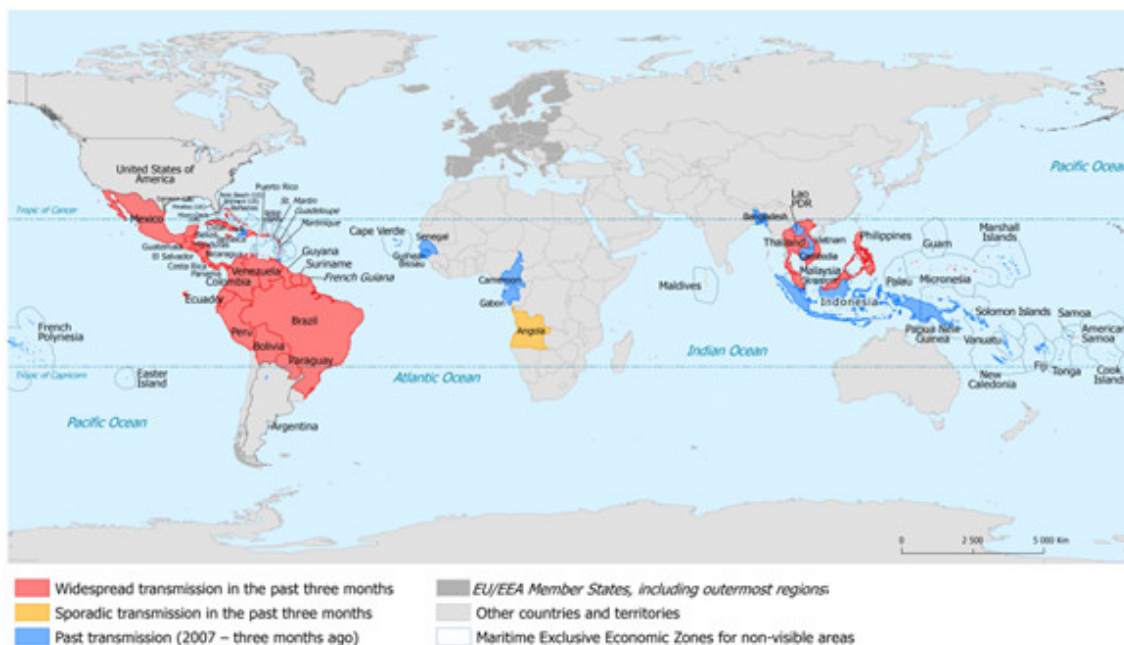 Pacific Ocean
United States of
America
Puerto Rico
St. Martin
Guadeloupe
Martinique
Tropic of Cancer
Mexico
Guatemala
El Salvador
Nicaragua
Costa Rica
Panama
Guyana
Suriname
French Guiana
Venezuela
Colombia
Ecuador
Brazil
Peru
Bolivia
Paraguay
Argentina
French
Polynesia
Easter
Island
Tropic of Capricorn
Pacific Ocean
Atlantic Ocean
Cape Verde
Senegal
Guinea
Bissau
Cameroon
Gabon
Angola
Maldives
Indian Ocean
Bangladesh
Lao
PDR
Thailand
Vietnam
Cambodia
Malaysia
Philippines
Indonesia
Guam
Marshall
Islands
Palau
Micronesia
Papua New
Guinea
Solomon Islands
Samoa
Vanuatu
American
Samoa
Fiji
Tonga
Cook
Islands
New
Caledonia
0
2 500
5 000 Km
Widespread transmission in the past three months
Sporadic transmission in the past three months
Past transmission (2007 – three months ago)
EU/EEA Member States, including outermost regions
Other countries and territories
Maritime Exclusive Economic Zones for non-visible areas